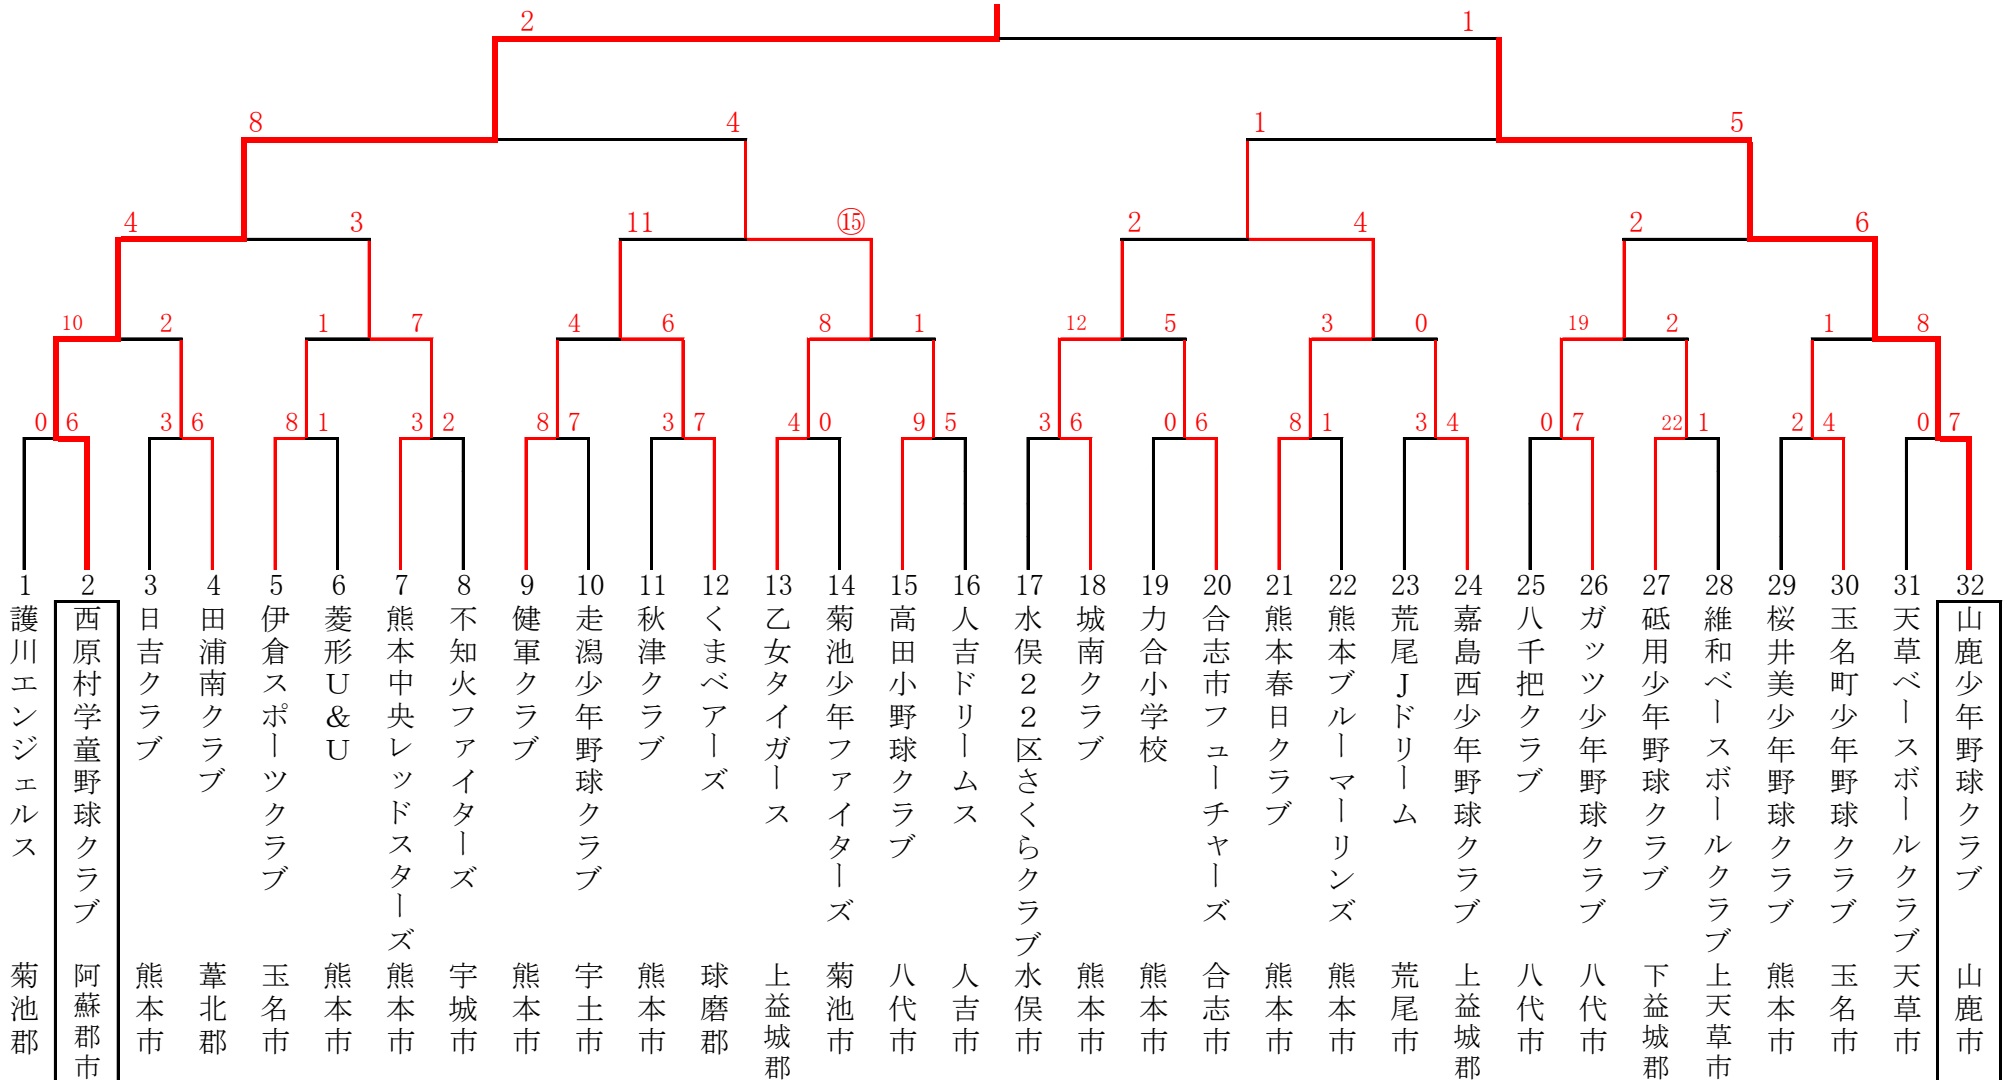 2 1
8 4 1 5
4 3 11 ⑮ 2 4 2 6
10 2 1 7 4 6 8 1 12 5 3 0 19 2 1 8
0 6 3 6 8 1 3 2 8 7 3 7 4 0 9 5 3 6 0 6 8 1 3 4 0 7 22 1 2 4 0 7
1 護川エンジェルス 菊池郡
2 西原村学童野球クラブ 阿蘇郡市
3 日吉クラブ 熊本市
4 田浦南クラブ 葦北郡
5 伊倉スポーツクラブ 玉名市
6 菱形U&U 熊本市
7 熊本中央レッドスターズ 熊本市
8 不知火ファイターズ 宇城市
9 健軍クラブ 熊本市
10 走潟少年野球クラブ 宇土市
11 秋津クラブ 熊本市
12 くまベアーズ 球磨郡
13 乙女タイガース 上益城郡
14 菊池少年ファイターズ 菊池市
15 高田小野球クラブ 八代市
16 人吉ドリームス 人吉市
17 水俣22区さくらクラブ 水俣市
18 城南クラブ 熊本市
19 力合小学校 熊本市
20 合志市フューチャーズ 合志市
21 熊本春日クラブ 熊本市
22 熊本ブルーマーリンズ 熊本市
23 荒尾Jドリーム 荒尾市
24 嘉島西少年野球クラブ 上益城郡
25 八千把クラブ 八代市
26 ガッツ少年野球クラブ 八代市
27 砥用少年野球クラブ 下益城郡
28 維和ベースボールクラブ 上天草市
29 桜井美少年野球クラブ 熊本市
30 玉名町少年野球クラブ 玉名市
31 天草ベースボールクラブ 天草市
32 山鹿少年野球クラブ 山鹿市